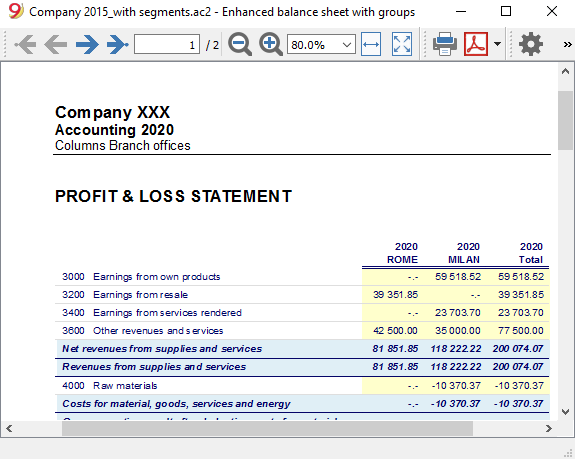 Company 2015_with segments.ac2 - Enhanced balance sheet with groups
1 / 2 80.0% »
Company XXX
Accounting 2020
Columns Branch offices
PROFIT & LOSS STATEMENT
2020 2020 2020
ROME MILAN Total
3000 Earnings from own products -.- 59 518.52 59 518.52
3200 Earnings from resale 39 351.85 -.- 39 351.85
3400 Earnings from services rendered -.- 23 703.70 23 703.70
3600 Other revenues and services 42 500.00 35 000.00 77 500.00
Net revenues from supplies and services 81 851.85 118 222.22 200 074.07
Revenues from supplies and services 81 851.85 118 222.22 200 074.07
4000 Raw materials -.- -10 370.37 -10 370.37
Costs for material, goods, services and energy -.- -10 370.37 -10 370.37